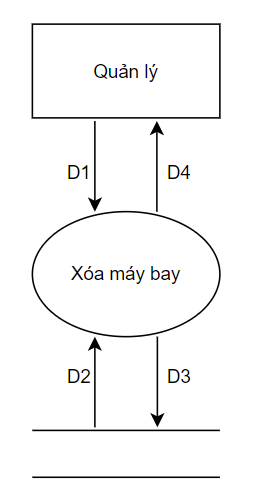 Quản lý
D1
D4
Xóa máy bay
D2
D3